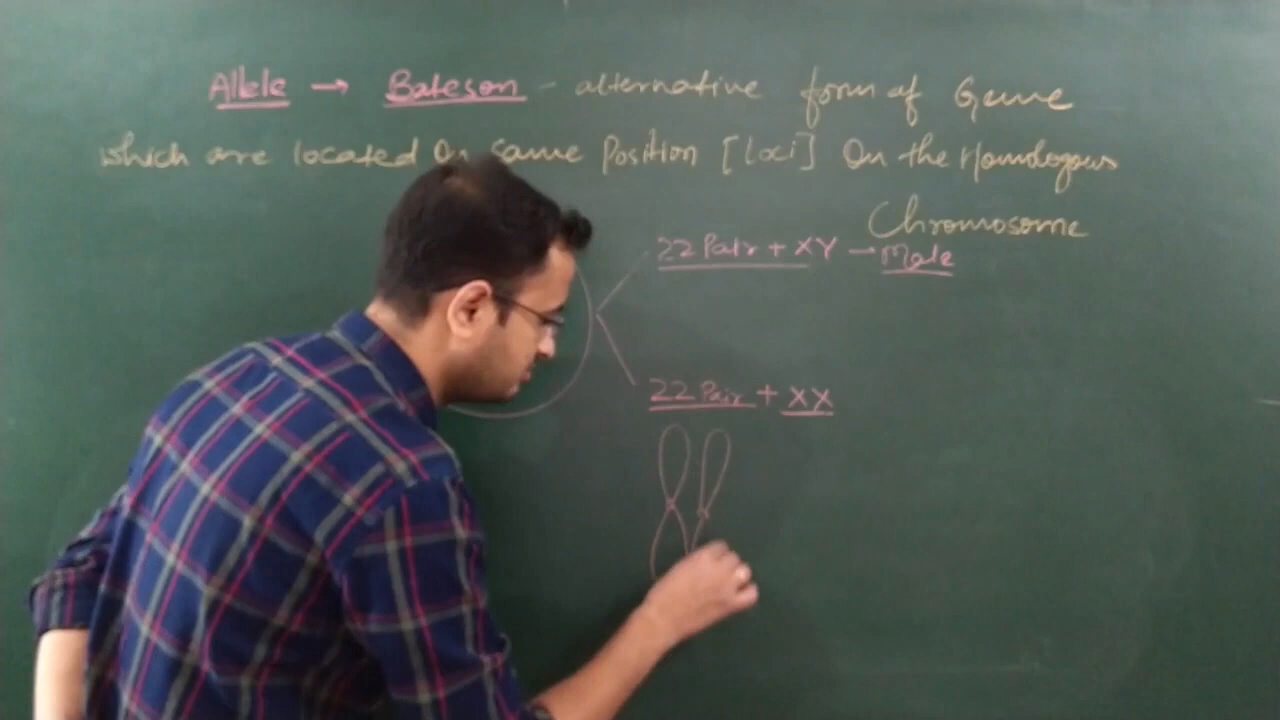 Allele → Bateson - alternative form of Gene
which are located On same Position [loci] On the Homologous
Chromosome
22 Pair + XY → Male
22 Pair + XX